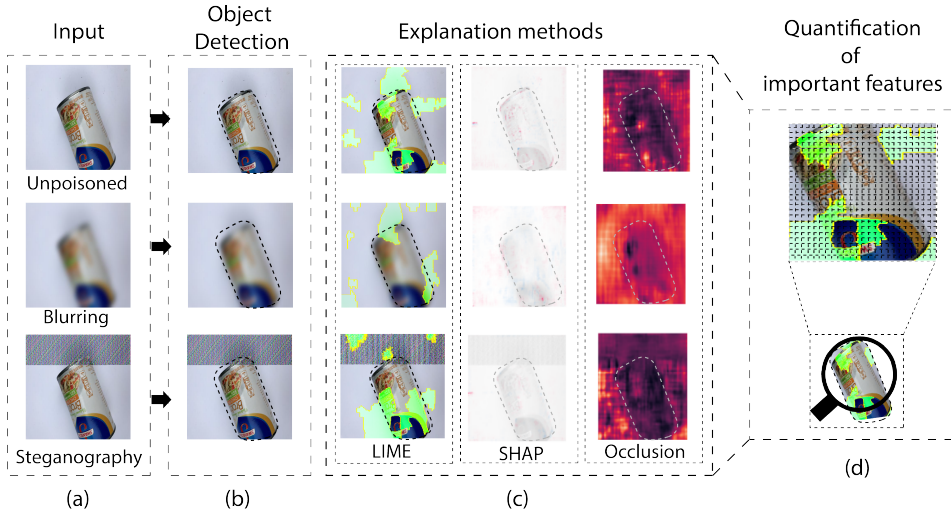 Input
Object
Detection
Explanation methods
Quantification
of
important features
Unpoisoned
Blurring
Steganography
LIME
SHAP
Occlusion
(a)
(b)
(c)
(d)